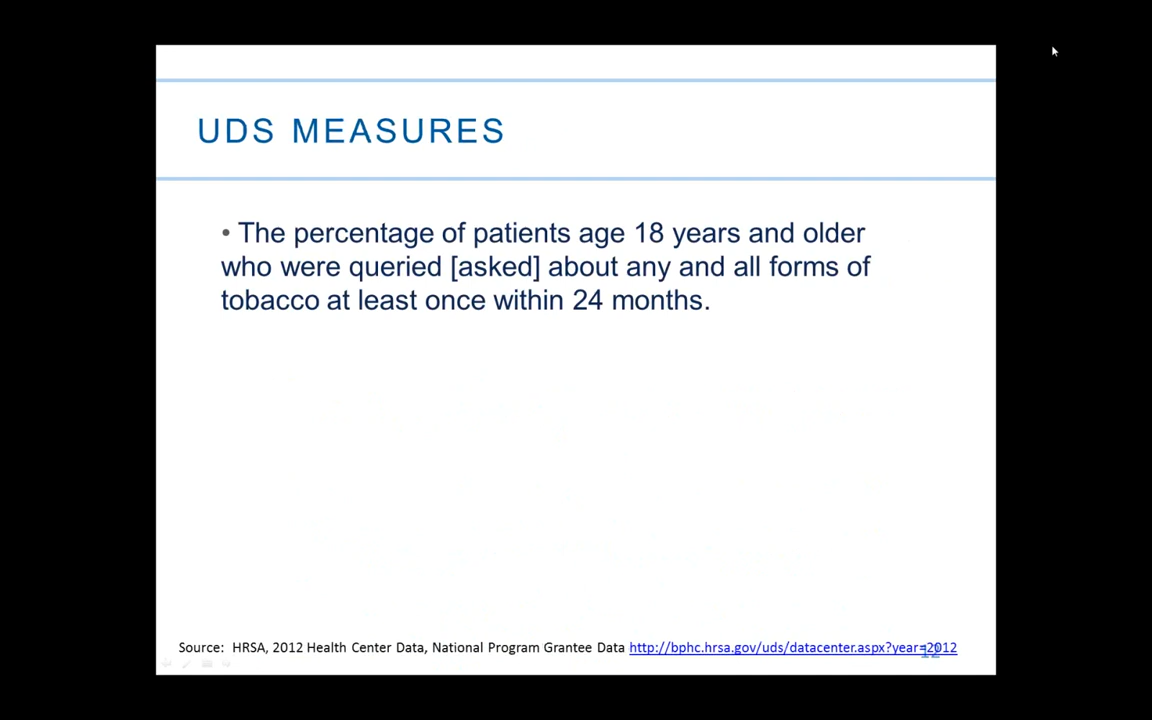 UDS MEASURES
• The percentage of patients age 18 years and older
who were queried [asked] about any and all forms of
tobacco at least once within 24 months.
Source: HRSA, 2012 Health Center Data, National Program Grantee Data http://bphc.hrsa.gov/uds/datacenter.aspx?year=2012
12